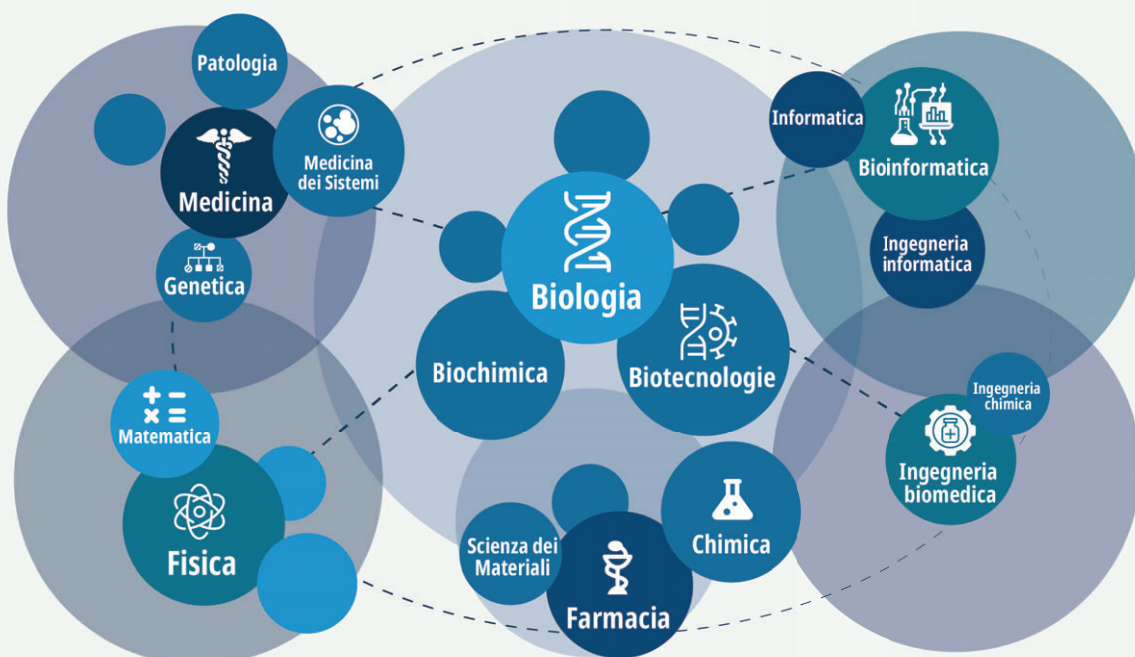 Patologia
Medicina
Medicina
dei Sistemi
Genetica
Informatica
Bioinformatica
Ingegneria
informatica
Biologia
Biochimica
Biotecnologie
Matematica
Fisica
Ingegneria
chimica
Ingegneria
biomedica
Scienza dei
Materiali
Chimica
Farmacia